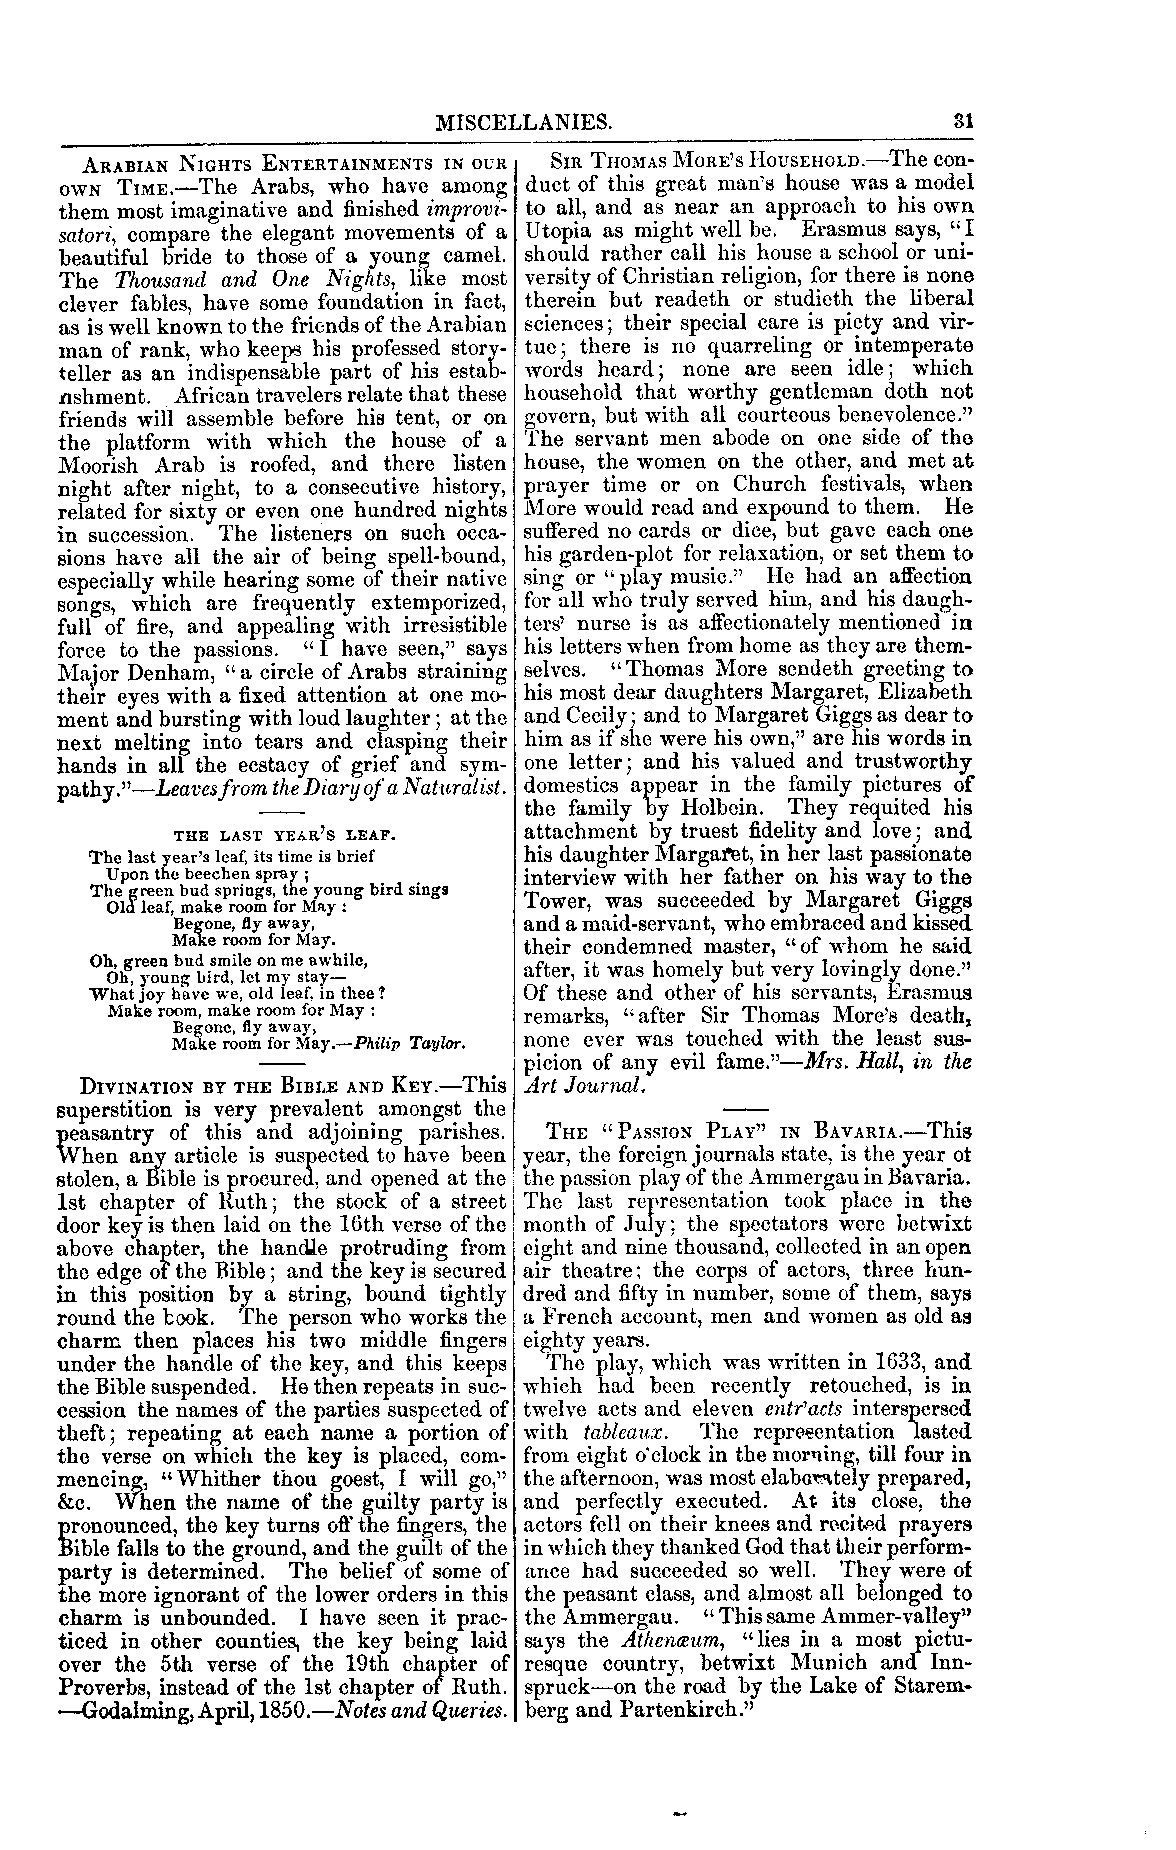 MISCELLANIES. 31
ARABIAN NIGHTS ENTERTAINMENTS IN OUR
OWN TIME.—The Arabs, who have among
them most imaginative and finished improvi-
satori, compare the elegant movements of a
beautiful bride to those of a young camel.
The Thousand and One Nights, like most
clever fables, have some foundation in fact,
as is well known to the friends of the Arabian
man of rank, who keeps his professed story-
teller as an indispensable part of his estab-
nshment. African travelers relate that these
friends will assemble before his tent, or on
the platform with which the house of a
Moorish Arab is roofed, and there listen
night after night, to a consecutive history,
related for sixty or even one hundred nights
in succession. The listeners on such occa-
sions have all the air of being spell-bound,
especially while hearing some of their native
songs, which are frequently extemporized,
full of fire, and appealing with irresistible
force to the passions. "I have seen," says
Major Denham, "a circle of Arabs straining
their eyes with a fixed attention at one mo-
ment and bursting with loud laughter; at the
next melting into tears and clasping their
hands in all the ecstacy of grief and sym-
pathy."—Leaves from the Diary of a Naturalist.
THE LAST YEAR'S LEAF.
The last year's leaf, its time is brief
Upon the beechen spray;
The green bud springs, the young bird sings
Old leaf, make room for May:
Begone, fly away,
Make room for May.
Oh, green bud smile on me awhile,
Oh, young bird, let my stay—
What joy have we, old leaf, in thee?
Make room, make room for May:
Begone, fly away,
Make room for May.—Philip Taylor.
DIVINATION BY THE BIBLE AND KEY.—This
superstition is very prevalent amongst the
peasantry of this and adjoining parishes.
When any article is suspected to have been
stolen, a Bible is procured, and opened at the
1st chapter of Ruth; the stock of a street
door key is then laid on the 16th verse of the
above chapter, the handle protruding from
the edge of the Bible; and the key is secured
in this position by a string, bound tightly
round the book. The person who works the
charm then places his two middle fingers
under the handle of the key, and this keeps
the Bible suspended. He then repeats in suc-
cession the names of the parties suspected of
theft; repeating at each name a portion of
the verse on which the key is placed, com-
mencing, "Whither thou goest, I will go,"
&c. When the name of the guilty party is
pronounced, the key turns off the fingers, the
Bible falls to the ground, and the guilt of the
party is determined. The belief of some of
the more ignorant of the lower orders in this
charm is unbounded. I have seen it prac-
ticed in other counties, the key being laid
over the 5th verse of the 19th chapter of
Proverbs, instead of the 1st chapter of Ruth.
—Godalming, April, 1850.—Notes and Queries.
SIR THOMAS MORE'S HOUSEHOLD.—The con-
duct of this great man's house was a model
to all, and as near an approach to his own
Utopia as might well be. Erasmus says, "I
should rather call his house a school or uni-
versity of Christian religion, for there is none
therein but readeth or studieth the liberal
sciences; their special care is piety and vir-
tue; there is no quarreling or intemperate
words heard; none are seen idle; which
household that worthy gentleman doth not
govern, but with all courteous benevolence."
The servant men abode on one side of the
house, the women on the other, and met at
prayer time or on Church festivals, when
More would read and expound to them. He
suffered no cards or dice, but gave each one
his garden-plot for relaxation, or set them to
sing or "play music." He had an affection
for all who truly served him, and his daugh-
ters' nurse is as affectionately mentioned in
his letters when from home as they are them-
selves. "Thomas More sendeth greeting to
his most dear daughters Margaret, Elizabeth
and Cecily; and to Margaret Giggs as dear to
him as if she were his own," are his words in
one letter; and his valued and trustworthy
domestics appear in the family pictures of
the family by Holbein. They requited his
attachment by truest fidelity and love; and
his daughter Margaret, in her last passionate
interview with her father on his way to the
Tower, was succeeded by Margaret Giggs
and a maid-servant, who embraced and kissed
their condemned master, "of whom he said
after, it was homely but very lovingly done."
Of these and other of his servants, Erasmus
remarks, "after Sir Thomas More's death,
none ever was touched with the least sus-
picion of any evil fame."—Mrs. Hall, in the
Art Journal.
THE "PASSION PLAY" IN BAVARIA.—This
year, the foreign journals state, is the year of
the passion play of the Ammergau in Bavaria.
The last representation took place in the
month of July; the spectators were betwixt
eight and nine thousand, collected in an open
air theatre; the corps of actors, three hun-
dred and fifty in number, some of them, says
a French account, men and women as old as
eighty years.
The play, which was written in 1633, and
which had been recently retouched, is in
twelve acts and eleven entr'acts interspersed
with tableaux. The representation lasted
from eight o'clock in the morning, till four in
the afternoon, was most elaborately prepared,
and perfectly executed. At its close, the
actors fell on their knees and recited prayers
in which they thanked God that their perform-
ance had succeeded so well. They were of
the peasant class, and almost all belonged to
the Ammergau. "This same Ammer-valley"
says the Athenæum, "lies in a most pictu-
resque country, betwixt Munich and Inn-
spruck—on the road by the Lake of Starem-
berg and Partenkirch."